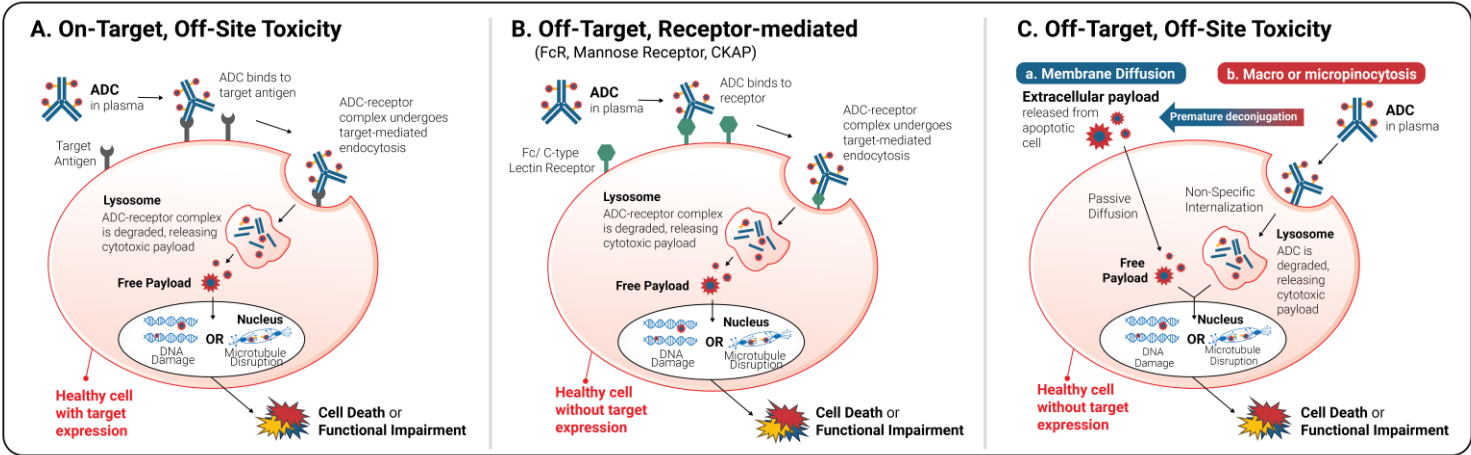 A. On-Target, Off-Site Toxicity
ADC
in plasma
ADC binds to
target antigen
ADC-receptor
complex undergoes
target-mediated
endocytosis
Target
Antigen
Lysosome
ADC-receptor complex
is degraded, releasing
cytotoxic payload
Free Payload
Nucleus
OR
DNA
Damage
Microtubule
Disruption
Healthy cell
with target
expression
Cell Death or
Functional Impairment
B. Off-Target, Receptor-mediated
(FcR, Mannose Receptor, CKAP)
ADC
in plasma
ADC binds to
receptor
ADC-receptor
complex undergoes
target-mediated
endocytosis
Fc/ C-type
Lectin Receptor
Lysosome
ADC-receptor complex
is degraded, releasing
cytotoxic payload
Free Payload
Nucleus
OR
DNA
Damage
Microtubule
Disruption
Healthy cell
without target
expression
Cell Death or
Functional Impairment
C. Off-Target, Off-Site Toxicity
a. Membrane Diffusion
b. Macro or micropinocytosis
Extracellular payload
released from
apoptotic
cell
Premature deconjugation
ADC
in plasma
Passive
Diffusion
Non-Specific
Internalization
Lysosome
ADC is
degraded,
releasing
cytotoxic
payload
Free
Payload
Nucleus
OR
DNA
Damage
Microtubule
Disruption
Healthy cell
without target
expression
Cell Death or
Functional Impairment